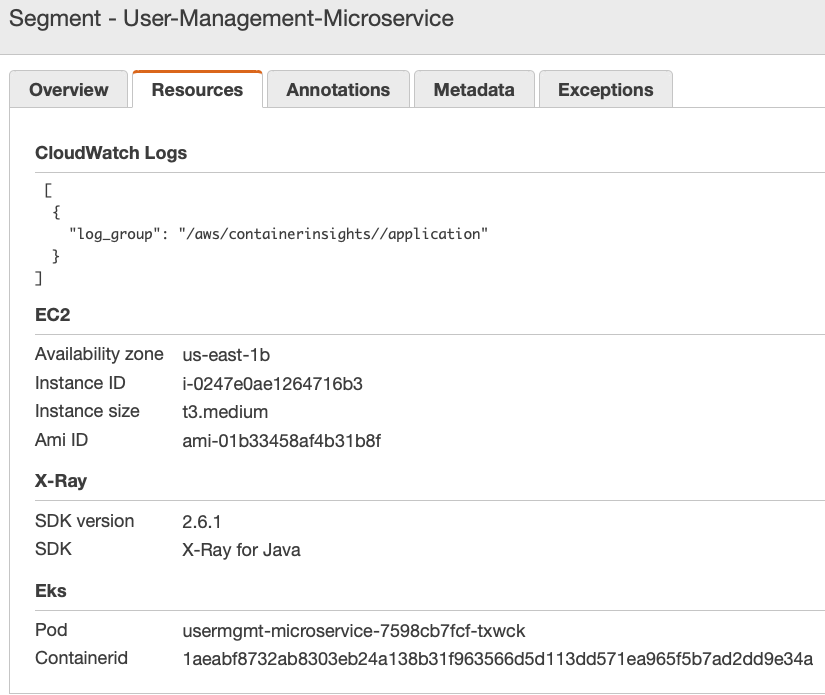 Segment - User-Management-Microservice
Overview Resources Annotations Metadata Exceptions
CloudWatch Logs
[
{
"log_group": "/aws/containerinsights//application"
}
]
EC2
Availability zone us-east-1b
Instance ID i-0247e0ae1264716b3
Instance size t3.medium
Ami ID ami-01b33458af4b31b8f
X-Ray
SDK version 2.6.1
SDK X-Ray for Java
Eks
Pod usermgmt-microservice-7598cb7fcf-txwck
Containerid 1aeabf8732ab8303eb24a138b31f963566d5d113dd571ea965f5b7ad2dd9e34a